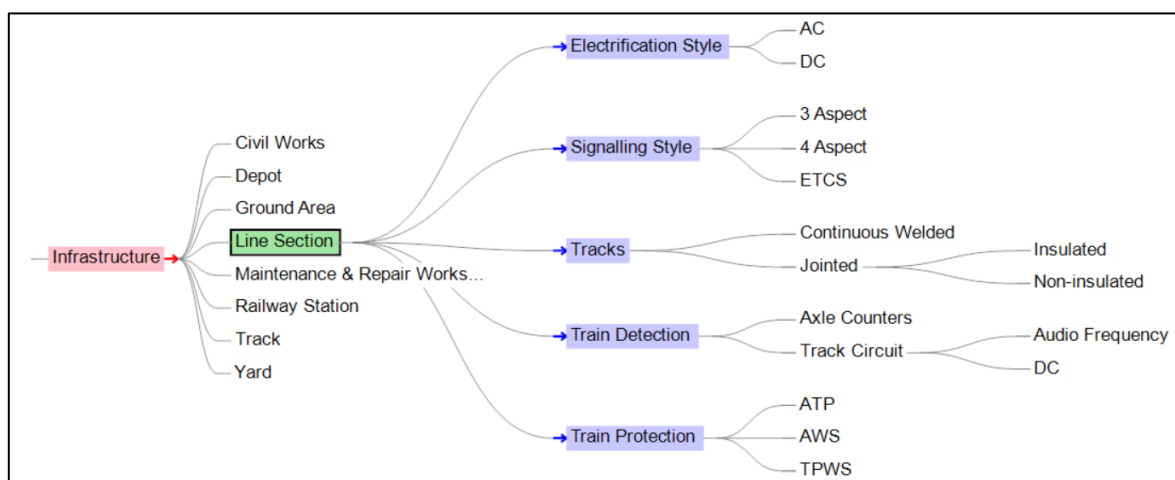 Infrastructure
Civil Works
Depot
Ground Area
Line Section
Maintenance & Repair Works...
Railway Station
Track
Yard
Electrification Style
AC
DC
Signalling Style
3 Aspect
4 Aspect
ETCS
Tracks
Continuous Welded
Jointed
Insulated
Non-insulated
Train Detection
Axle Counters
Track Circuit
Audio Frequency
DC
Train Protection
ATP
AWS
TPWS